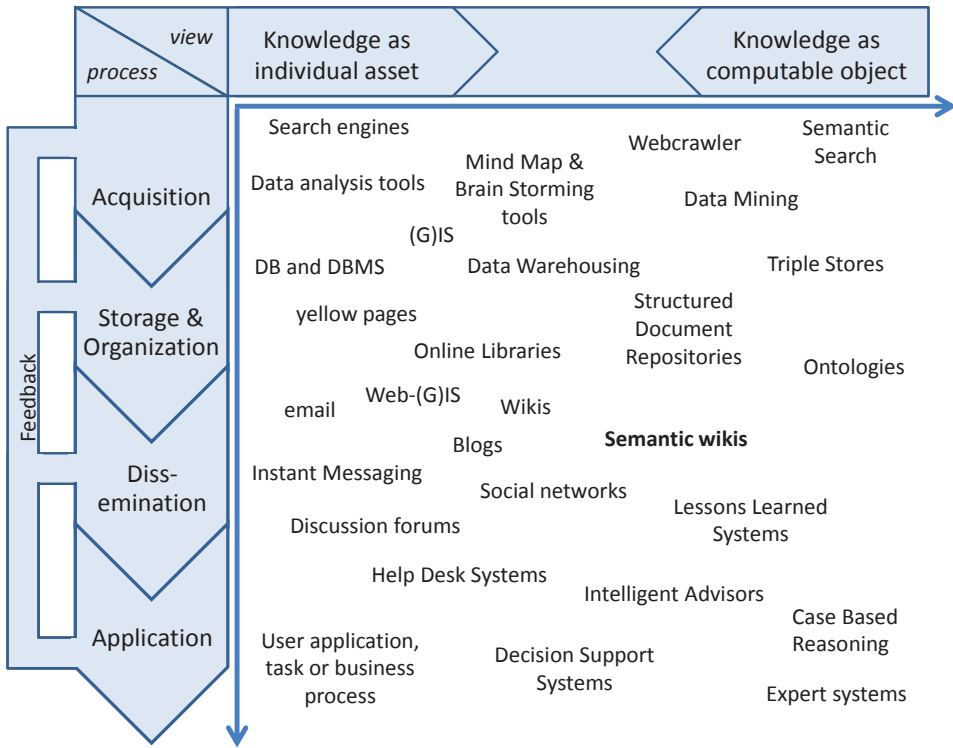 view
process
Knowledge as
individual asset
Knowledge as
computable object
Feedback
Acquisition
Storage &
Organization
Diss-
emination
Application
Search engines
Webcrawler
Semantic
Search
Data analysis tools
Mind Map &
Brain Storming
tools
Data Mining
(G)IS
DB and DBMS
Data Warehousing
Triple Stores
yellow pages
Structured
Document
Repositories
Online Libraries
Ontologies
Web-(G)IS
email
Wikis
Blogs
Semantic wikis
Instant Messaging
Social networks
Discussion forums
Lessons Learned
Systems
Help Desk Systems
Intelligent Advisors
Case Based
Reasoning
User application,
task or business
process
Decision Support
Systems
Expert systems